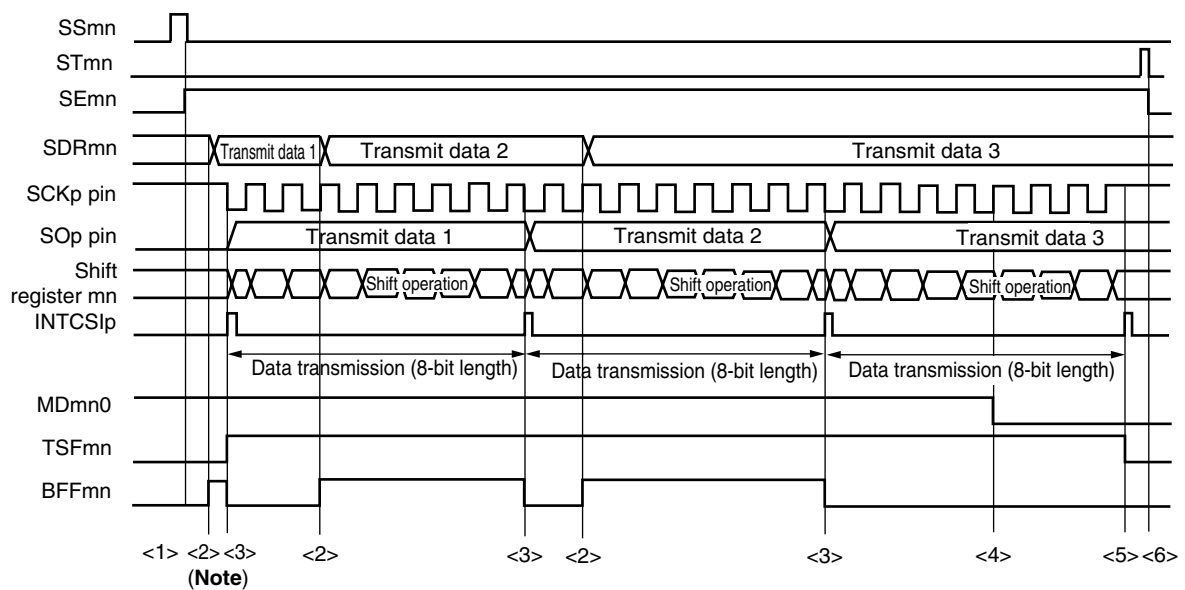 SSmn
STmn
SEmn
SDRmn
Transmit data 1
Transmit data 2
Transmit data 3
SCKp pin
SOp pin
Transmit data 1
Transmit data 2
Transmit data 3
Shift
register mn
Shift operation
Shift operation
Shift operation
INTCSIp
Data transmission (8-bit length)
Data transmission (8-bit length)
Data transmission (8-bit length)
MDmn0
TSFmn
BFFmn
<1> <2> <3> <2> <3> <2> <3> <4> <5> <6>
(Note)